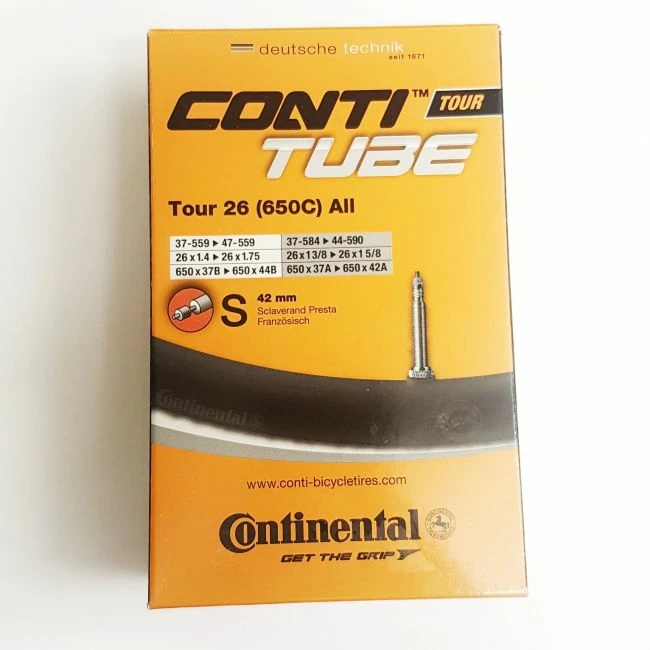 deutsche technik
seit 1871
CONTI™ TOUR
TUBE
Tour 26 (650C) All
37-559 ▶ 47-559 37-584 ▶ 44-590
26 x 1.4 ▶ 26 x 1.75 26 x 1 3/8 ▶ 26 x 1 5/8
650 x 37B ▶ 650 x 44B 650 x 37A ▶ 650 x 42A
S 42 mm
Sclaverand Presta
Französisch
Continental
www.conti-bicycletires.com
Continental
GET THE GRIP